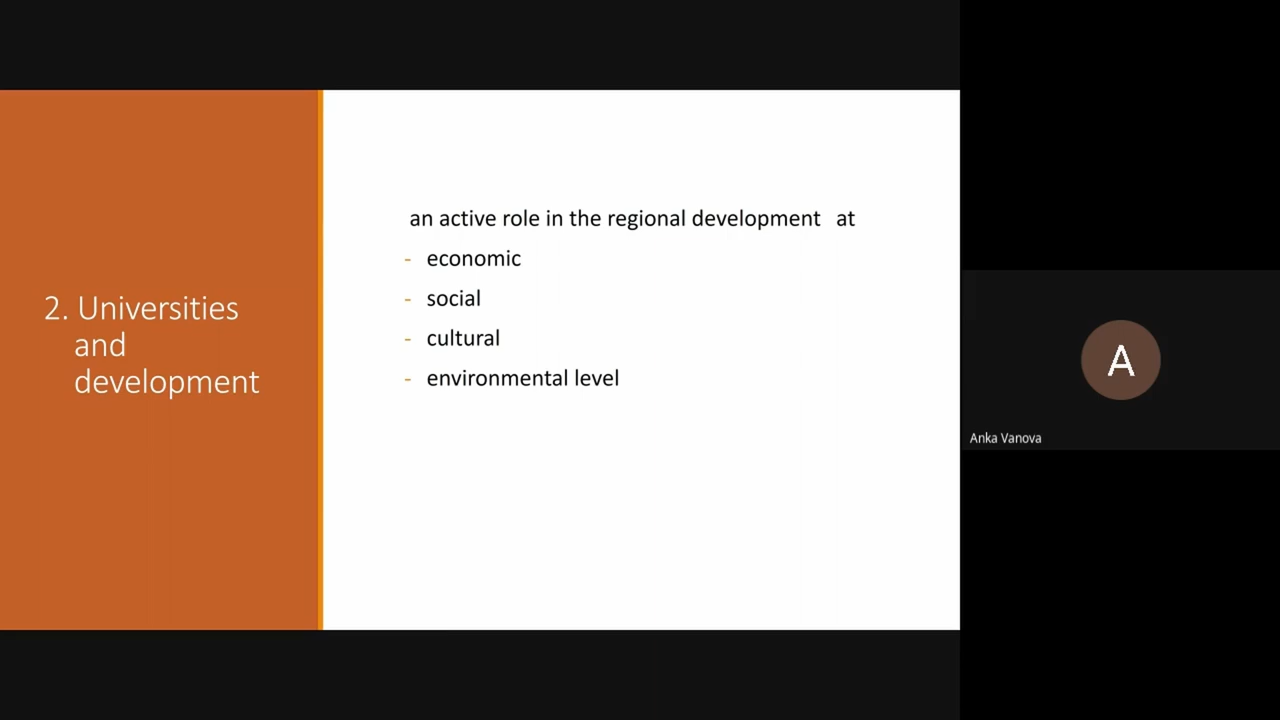 2. Universities
and
development
an active role in the regional development at
- economic
- social
- cultural
- environmental level
A
Anka Vanova